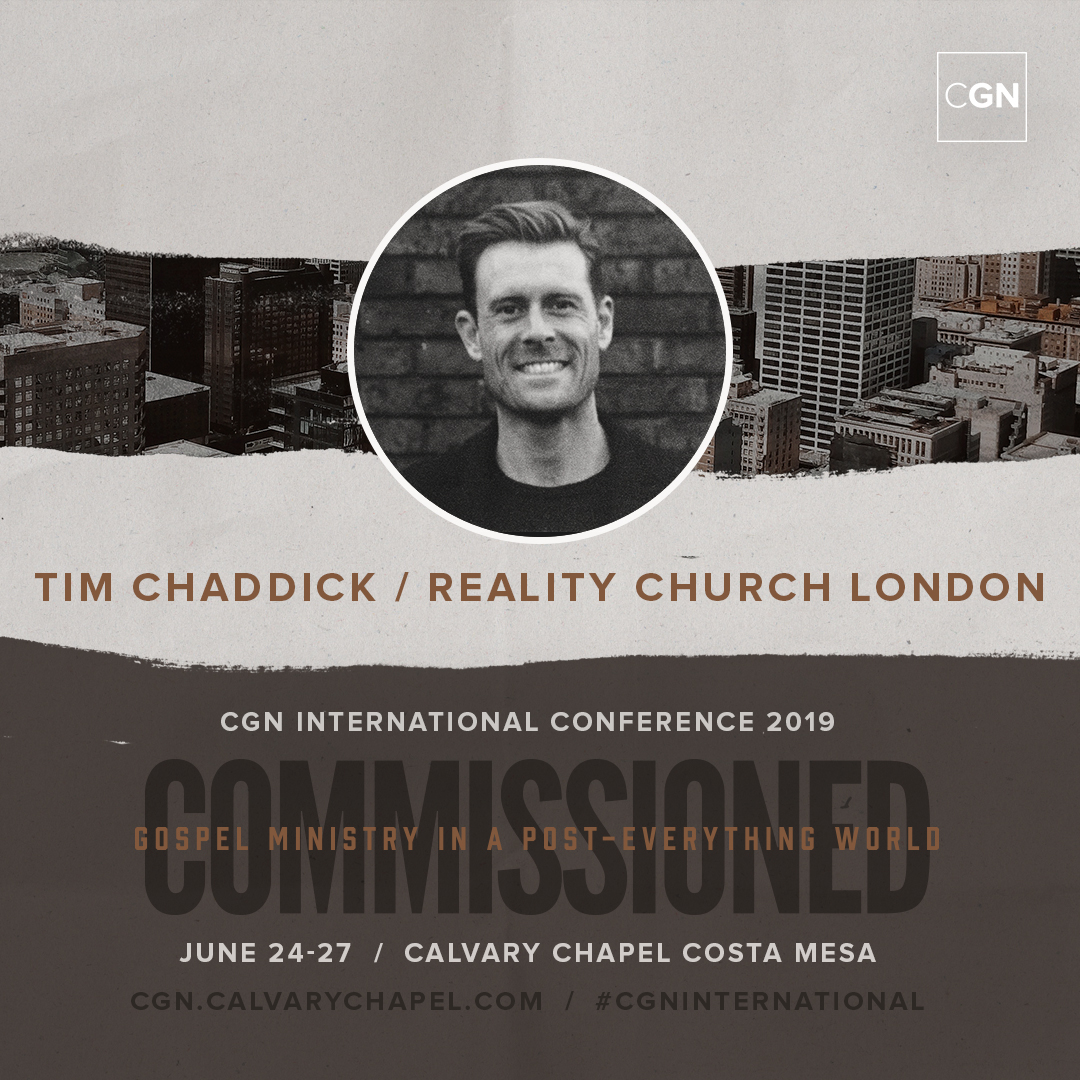 CGN
TIM CHADDICK / REALITY CHURCH LONDON
CGN INTERNATIONAL CONFERENCE 2019
COMMISSIONED
GOSPEL MINISTRY IN A POST-EVERYTHING WORLD
JUNE 24-27 / CALVARY CHAPEL COSTA MESA
CGN.CALVARYCHAPEL.COM / #CGNINTERNATIONAL